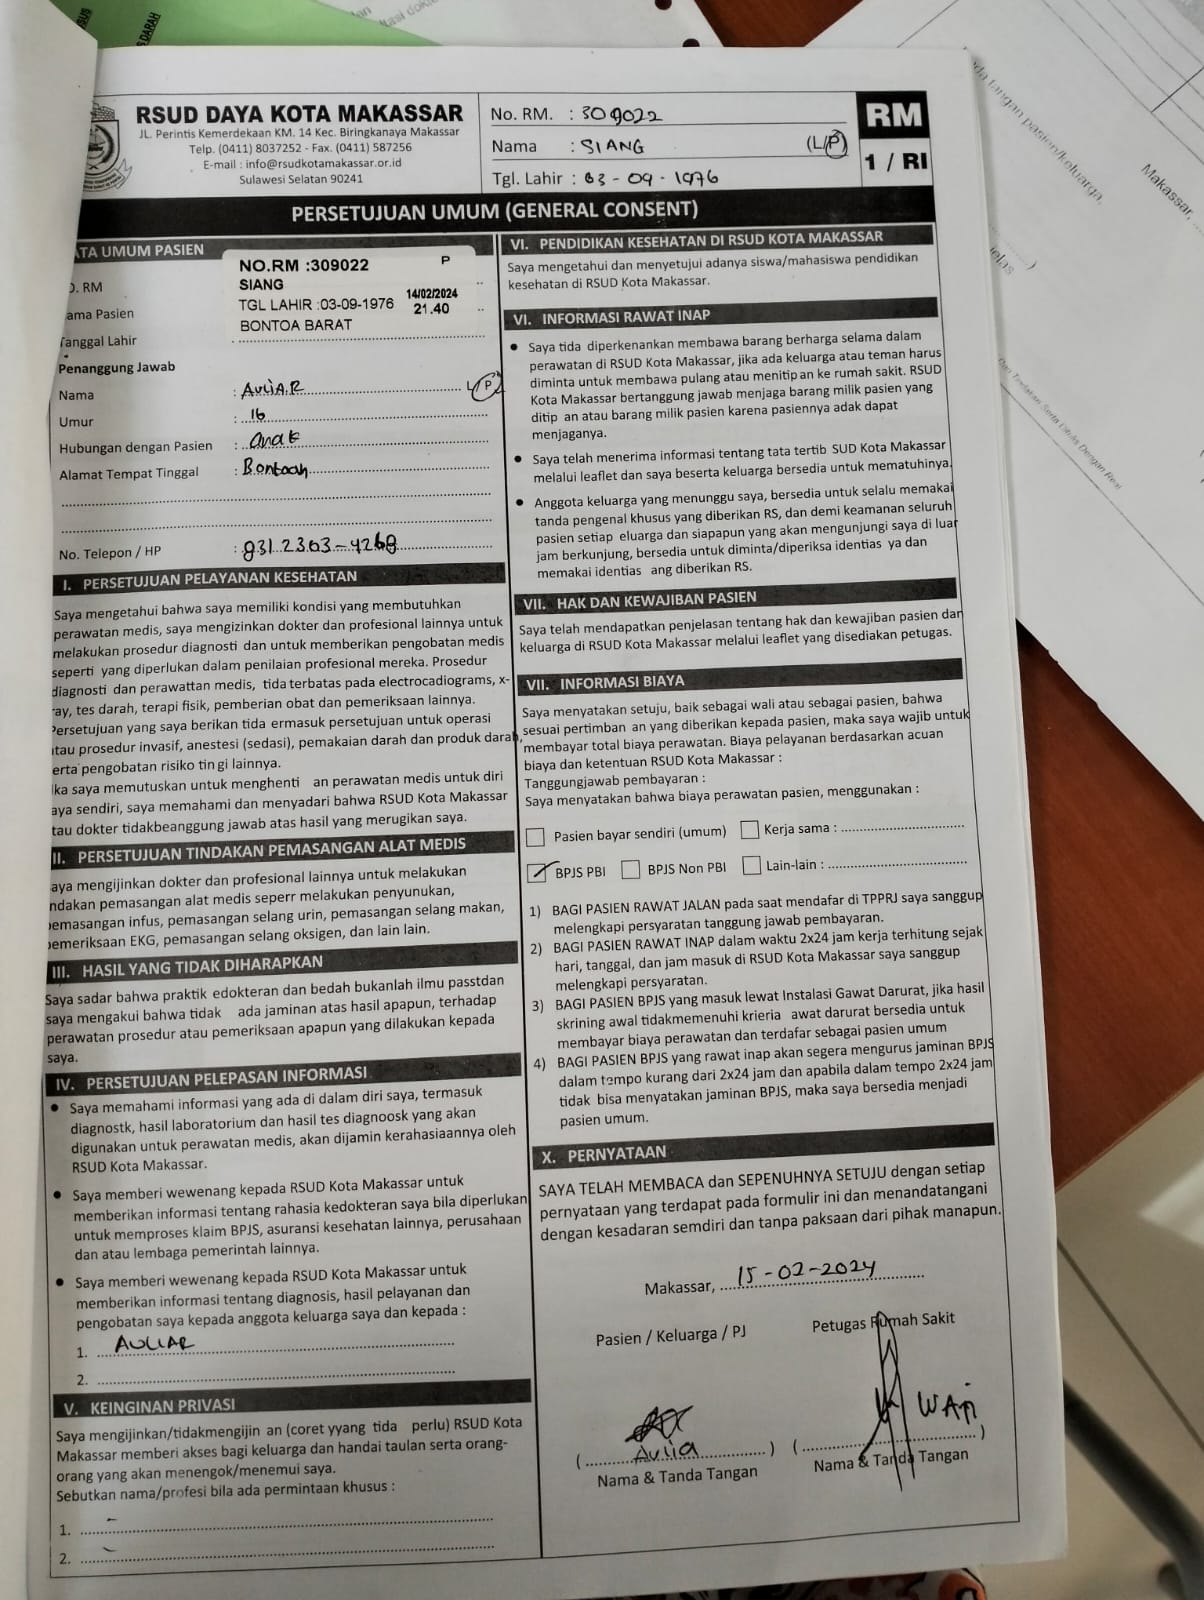 RSUD DAYA KOTA MAKASSAR
JL. Perintis Kemerdekaan KM. 14 Kec. Biringkanaya Makassar
Telp. (0411) 8037252 - Fax. (0411) 587256
E-mail : info@rsudkotamakassar.or.id
Sulawesi Selatan 90241
No. RM. : 309022
Nama : SIANG (L/P)
Tgl. Lahir : 03 - 09 - 1976
RM
1 / RI
PERSETUJUAN UMUM (GENERAL CONSENT)
TA UMUM PASIEN
O. RM
ama Pasien
Tanggal Lahir
NO.RM :309022 P
SIANG
TGL LAHIR :03-09-1976 14/02/2024
21.40
BONTOA BARAT
Penanggung Jawab
Nama : AuliA.R L/P
Umur : 16
Hubungan dengan Pasien : anak
Alamat Tempat Tinggal : Bontoah
No. Telepon / HP : 831 2363-4268
I. PERSETUJUAN PELAYANAN KESEHATAN
Saya mengetahui bahwa saya memiliki kondisi yang membutuhkan
perawatan medis, saya mengizinkan dokter dan profesional lainnya untuk
melakukan prosedur diagnosti dan untuk memberikan pengobatan medis
seperti yang diperlukan dalam penilaian profesional mereka. Prosedur
diagnosti dan perawattan medis, tida terbatas pada electrocadiograms, x-
ray, tes darah, terapi fisik, pemberian obat dan pemeriksaan lainnya.
Persetujuan yang saya berikan tida ermasuk persetujuan untuk operasi
atau prosedur invasif, anestesi (sedasi), pemakaian darah dan produk darah,
erta pengobatan risiko tin gi lainnya.
ika saya memutuskan untuk menghenti an perawatan medis untuk diri
aya sendiri, saya memahami dan menyadari bahwa RSUD Kota Makassar
tau dokter tidakbeanggung jawab atas hasil yang merugikan saya.
II. PERSETUJUAN TINDAKAN PEMASANGAN ALAT MEDIS
aya mengijinkan dokter dan profesional lainnya untuk melakukan
ndakan pemasangan alat medis seperr melakukan penyunukan,
pemasangan infus, pemasangan selang urin, pemasangan selang makan,
pemeriksaan EKG, pemasangan selang oksigen, dan lain lain.
III. HASIL YANG TIDAK DIHARAPKAN
Saya sadar bahwa praktik edokteran dan bedah bukanlah ilmu passtdan
saya mengakui bahwa tidak ada jaminan atas hasil apapun, terhadap
perawatan prosedur atau pemeriksaan apapun yang dilakukan kepada
saya.
IV. PERSETUJUAN PELEPASAN INFORMASI
• Saya memahami informasi yang ada di dalam diri saya, termasuk
diagnostk, hasil laboratorium dan hasil tes diagnoosk yang akan
digunakan untuk perawatan medis, akan dijamin kerahasiaannya oleh
RSUD Kota Makassar.
• Saya memberi wewenang kepada RSUD Kota Makassar untuk
memberikan informasi tentang rahasia kedokteran saya bila diperlukan
untuk memproses klaim BPJS, asuransi kesehatan lainnya, perusahaan
dan atau lembaga pemerintah lainnya.
• Saya memberi wewenang kepada RSUD Kota Makassar untuk
memberikan informasi tentang diagnosis, hasil pelayanan dan
pengobatan saya kepada anggota keluarga saya dan kepada :
1. AULIAR
2.
V. KEINGINAN PRIVASI
Saya mengijinkan/tidakmengijin an (coret yyang tida perlu) RSUD Kota
Makassar memberi akses bagi keluarga dan handai taulan serta orang-
orang yang akan menengok/menemui saya.
Sebutkan nama/profesi bila ada permintaan khusus :
1. -
2. -
VI. PENDIDIKAN KESEHATAN DI RSUD KOTA MAKASSAR
Saya mengetahui dan menyetujui adanya siswa/mahasiswa pendidikan
kesehatan di RSUD Kota Makassar.
VI. INFORMASI RAWAT INAP
• Saya tida diperkenankan membawa barang berharga selama dalam
perawatan di RSUD Kota Makassar, jika ada keluarga atau teman harus
diminta untuk membawa pulang atau menitip an ke rumah sakit. RSUD
Kota Makassar bertanggung jawab menjaga barang milik pasien yang
ditip an atau barang milik pasien karena pasiennya adak dapat
menjaganya.
• Saya telah menerima informasi tentang tata tertib SUD Kota Makassar
melalui leaflet dan saya beserta keluarga bersedia untuk mematuhinya.
• Anggota keluarga yang menunggu saya, bersedia untuk selalu memakai
tanda pengenal khusus yang diberikan RS, dan demi keamanan seluruh
pasien setiap eluarga dan siapapun yang akan mengunjungi saya di luar
jam berkunjung, bersedia untuk diminta/diperiksa identias ya dan
memakai identias ang diberikan RS.
VII. HAK DAN KEWAJIBAN PASIEN
Saya telah mendapatkan penjelasan tentang hak dan kewajiban pasien dan
keluarga di RSUD Kota Makassar melalui leaflet yang disediakan petugas.
VII. INFORMASI BIAYA
Saya menyatakan setuju, baik sebagai wali atau sebagai pasien, bahwa
sesuai pertimban an yang diberikan kepada pasien, maka saya wajib untuk
membayar total biaya perawatan. Biaya pelayanan berdasarkan acuan
biaya dan ketentuan RSUD Kota Makassar :
Tanggungjawab pembayaran :
Saya menyatakan bahwa biaya perawatan pasien, menggunakan :
Pasien bayar sendiri (umum) Kerja sama :
BPJS PBI BPJS Non PBI Lain-lain :
1) BAGI PASIEN RAWAT JALAN pada saat mendafar di TPPRJ saya sanggup
melengkapi persyaratan tanggung jawab pembayaran.
2) BAGI PASIEN RAWAT INAP dalam waktu 2x24 jam kerja terhitung sejak
hari, tanggal, dan jam masuk di RSUD Kota Makassar saya sanggup
melengkapi persyaratan.
3) BAGI PASIEN BPJS yang masuk lewat Instalasi Gawat Darurat, jika hasil
skrining awal tidakmemenuhi krieria awat darurat bersedia untuk
membayar biaya perawatan dan terdafar sebagai pasien umum
4) BAGI PASIEN BPJS yang rawat inap akan segera mengurus jaminan BPJS
dalam tempo kurang dari 2x24 jam dan apabila dalam tempo 2x24 jam
tidak bisa menyatakan jaminan BPJS, maka saya bersedia menjadi
pasien umum.
X. PERNYATAAN
SAYA TELAH MEMBACA dan SEPENUHNYA SETUJU dengan setiap
pernyataan yang terdapat pada formulir ini dan menandatangani
dengan kesadaran semdiri dan tanpa paksaan dari pihak manapun.
Makassar, 15-02-2024
Pasien / Keluarga / PJ Petugas Rumah Sakit
WAn
( Aulia ) ( )
Nama & Tanda Tangan Nama & Tanda Tangan
DARAH
da tangan pasien/keluarga,
Makassar,
elas